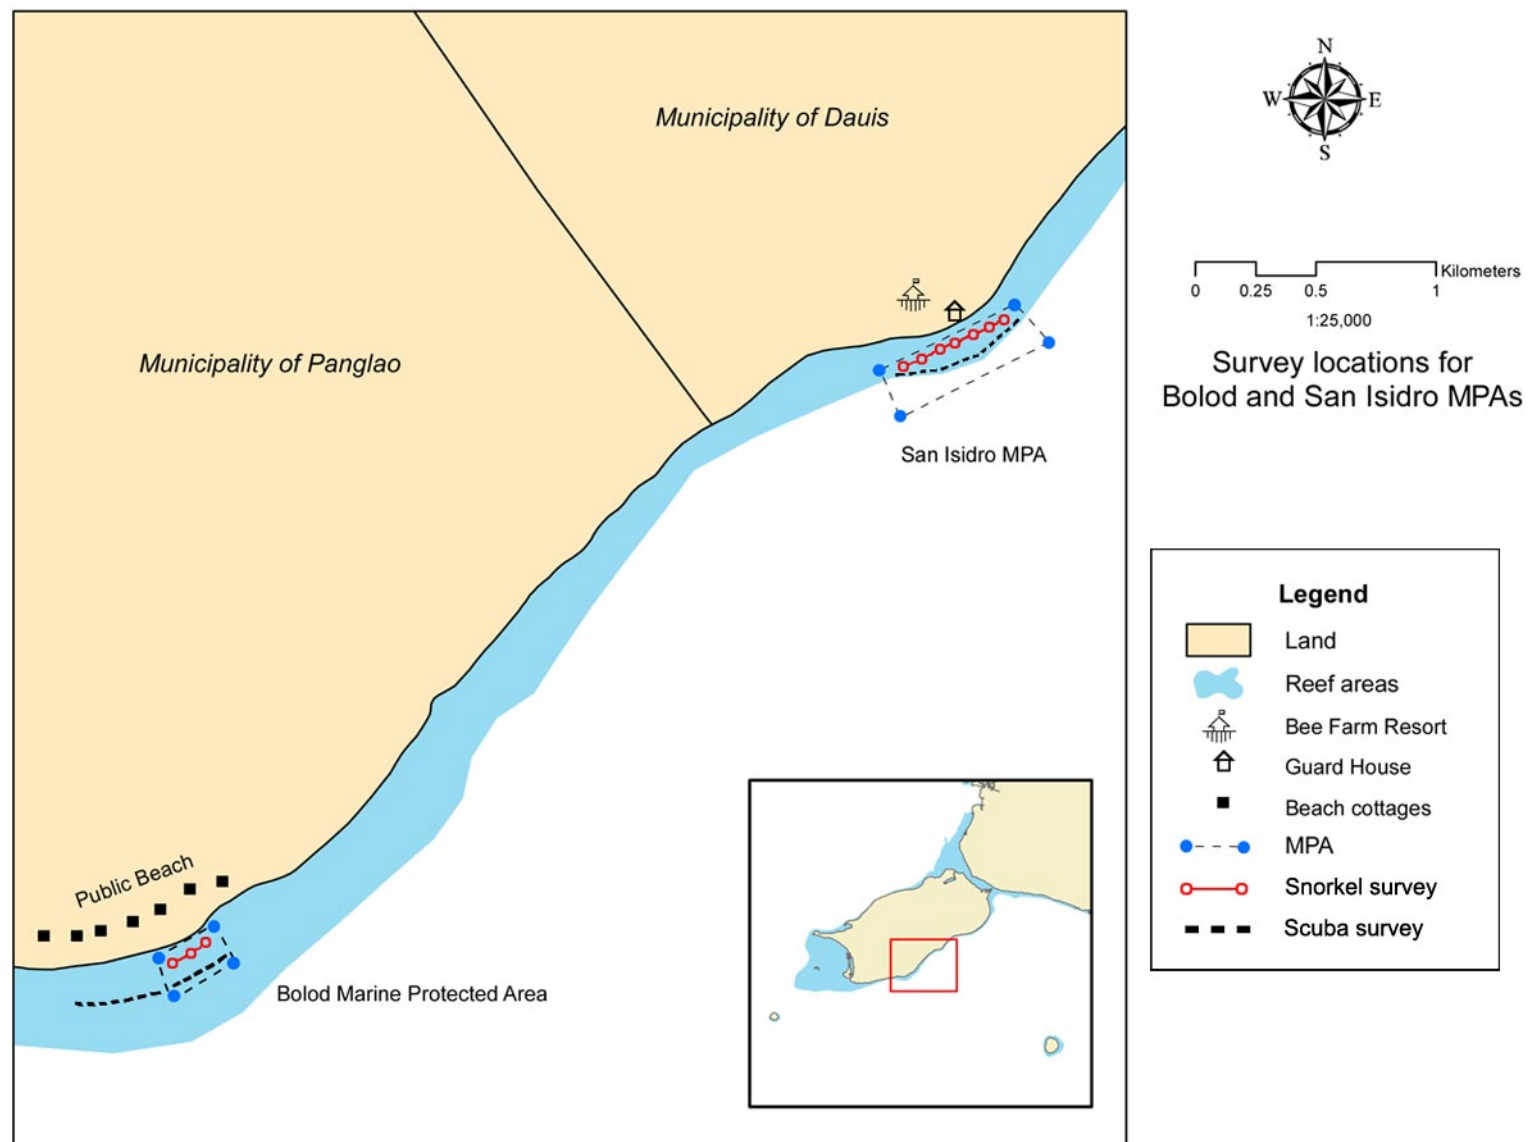 Municipality of Dauis
Municipality of Panglao
San Isidro MPA
Public Beach
Bolod Marine Protected Area
N
W E
S
Kilometers
0 0.25 0.5 1
1:25,000
Survey locations for
Bolod and San Isidro MPAs
Legend
Land
Reef areas
Bee Farm Resort
Guard House
Beach cottages
MPA
Snorkel survey
Scuba survey